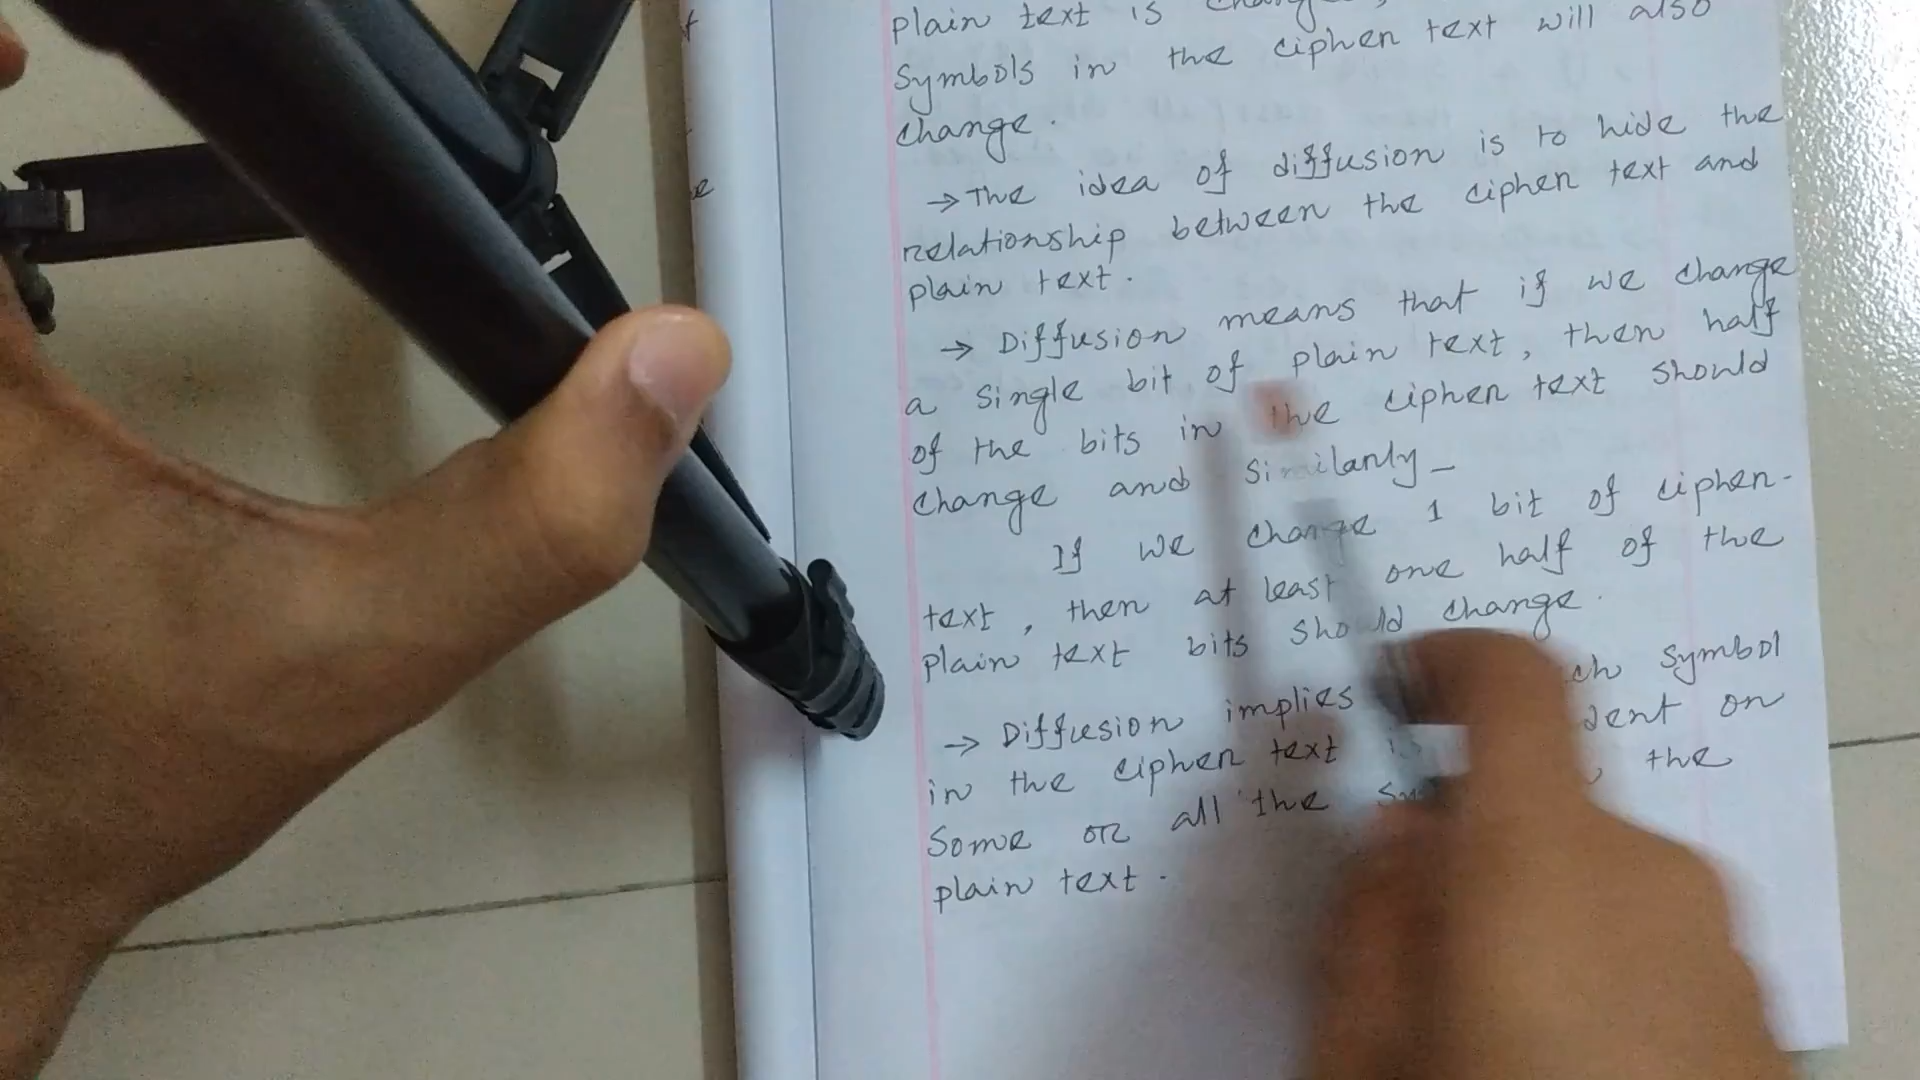 plain text is
symbols in the cipher text will also
change.
→ The idea of diffusion is to hide the
relationship between the cipher text and
plain text.
→ Diffusion means that if we change
a single bit of plain text, then half
of the bits in the cipher text should
change and similarly –
If we change 1 bit of cipher-
text, then at least one half of the
plain text bits should change.
→ Diffusion implies symbol
in the cipher text is on
some or all the the
plain text.